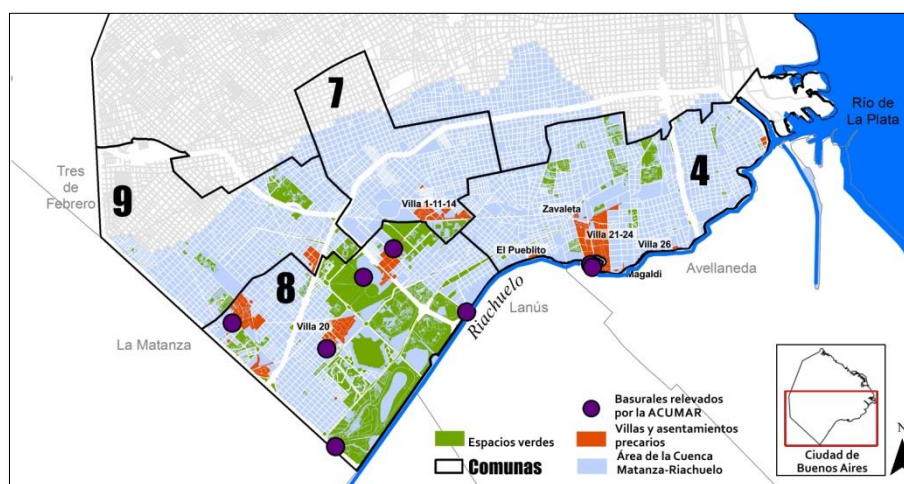 7
Río de
La Plata
Tres
de
Febrero
9
4
Villa 1-11-14
Zavaleta
Villa 21-24
El Pueblito
Villa 26
Magaldi
Avellaneda
8
Riachuelo
Lanús
La Matanza
Villa 20
Basurales relevados
por la ACUMAR
Espacios verdes
Villas y asentamientos
precarios
Comunas
Área de la Cuenca
Matanza-Riachuelo
Ciudad de
Buenos Aires
N